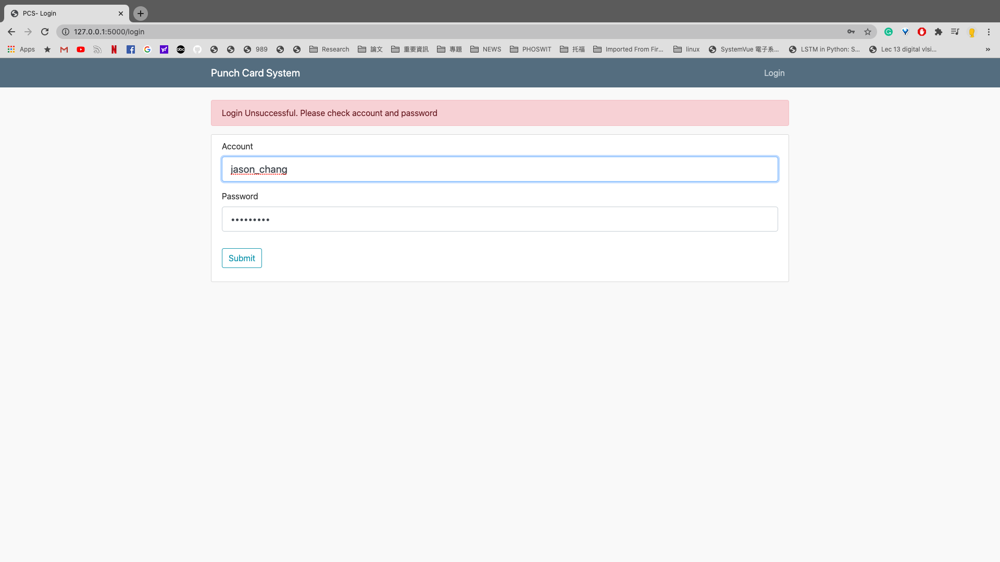 PCS- Login
127.0.0.1:5000/login
Apps 989 Research 論文 重要資訊 專題 NEWS PHOSWIT 托福 Imported From Fir... linux SystemVue 電子系... LSTM in Python: S... Lec 13 digital vlsi... »
Punch Card System Login
Login Unsuccessful. Please check account and password
Account
jason_chang
Password
•••••••••
Submit